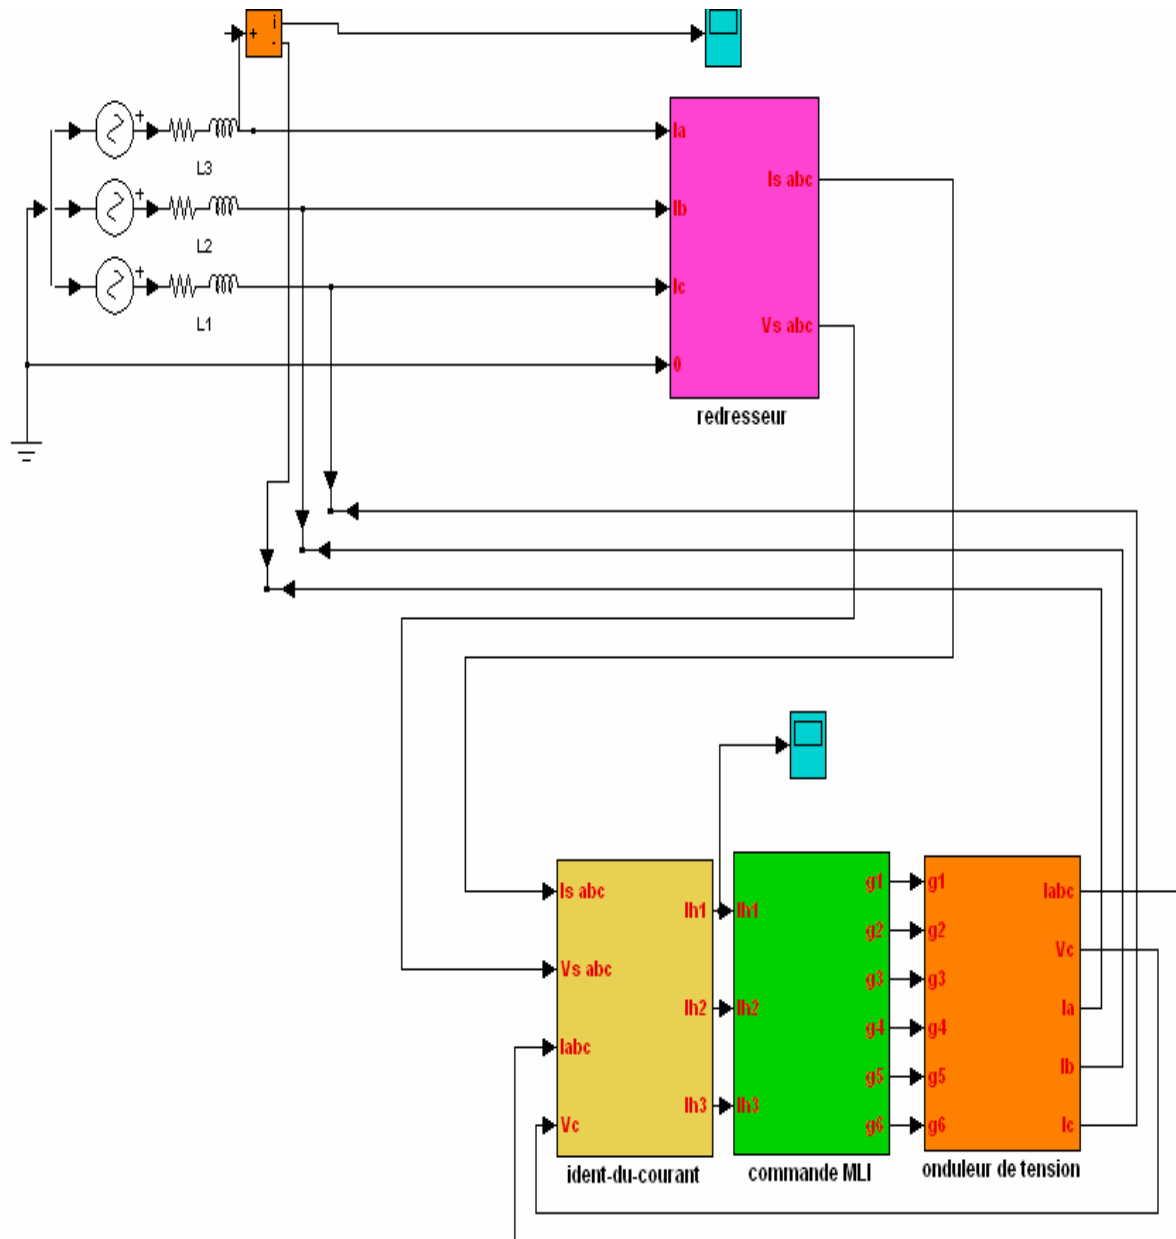 i
+
-
+
L3
+
L2
+
L1
Ia
Ib
Ic
0
Is abc
Vs abc
redresseur
Is abc
Vs abc
Iabc
Vc
Ih1
Ih2
Ih3
ident-du-courant
Ih1
Ih2
Ih3
g1
g2
g3
g4
g5
g6
commande MLI
g1
g2
g3
g4
g5
g6
Iabc
Vc
Ia
Ib
Ic
onduleur de tension